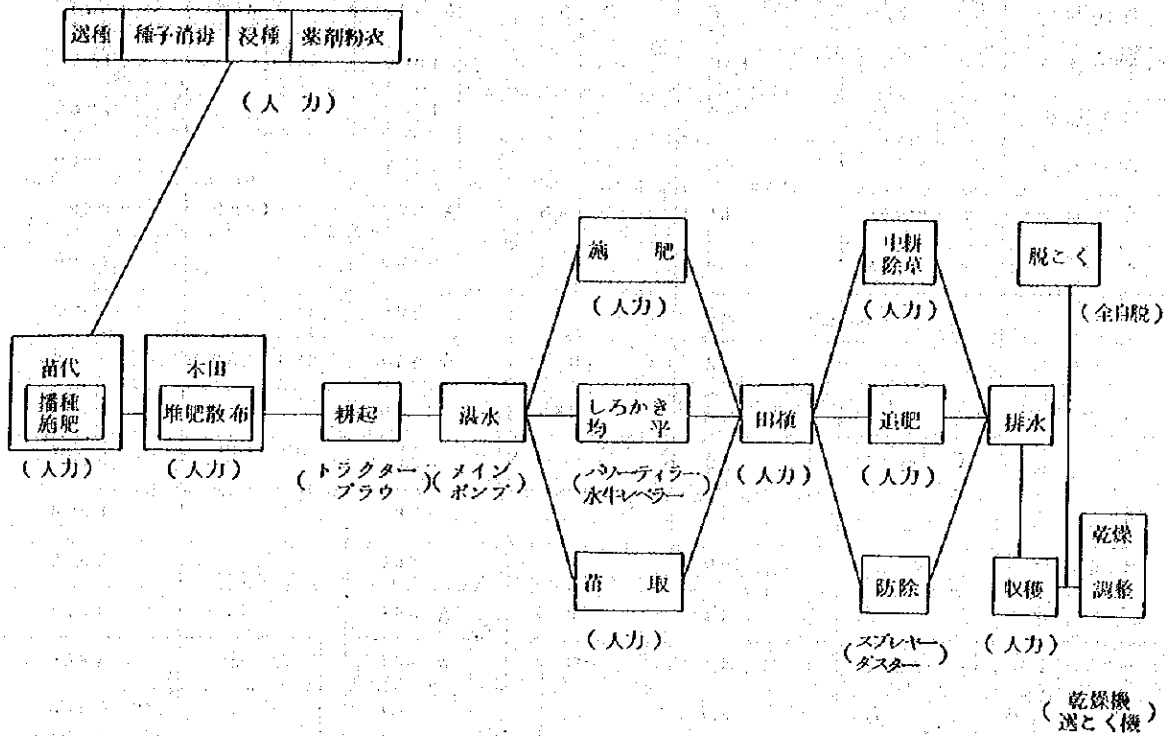 選種 種子消毒 浸種 薬剤粉衣
(人 力)
施 肥
(人力)
中耕
除草
(人力)
脱こく
(全自脱)
苗代
播種
施肥
(人力)
本田
堆肥散布
(人力)
耕起
(トラクター
プラウ)
湛水
(メイン
ポンプ)
しろかき
均 平
(パワーティラー
水牛レベラー)
田植
(人力)
追肥
(人力)
排水
苗 取
(人力)
防除
(スプレヤー
ダスター)
収穫
(人力)
乾燥
調整
(乾燥機
選こく機)